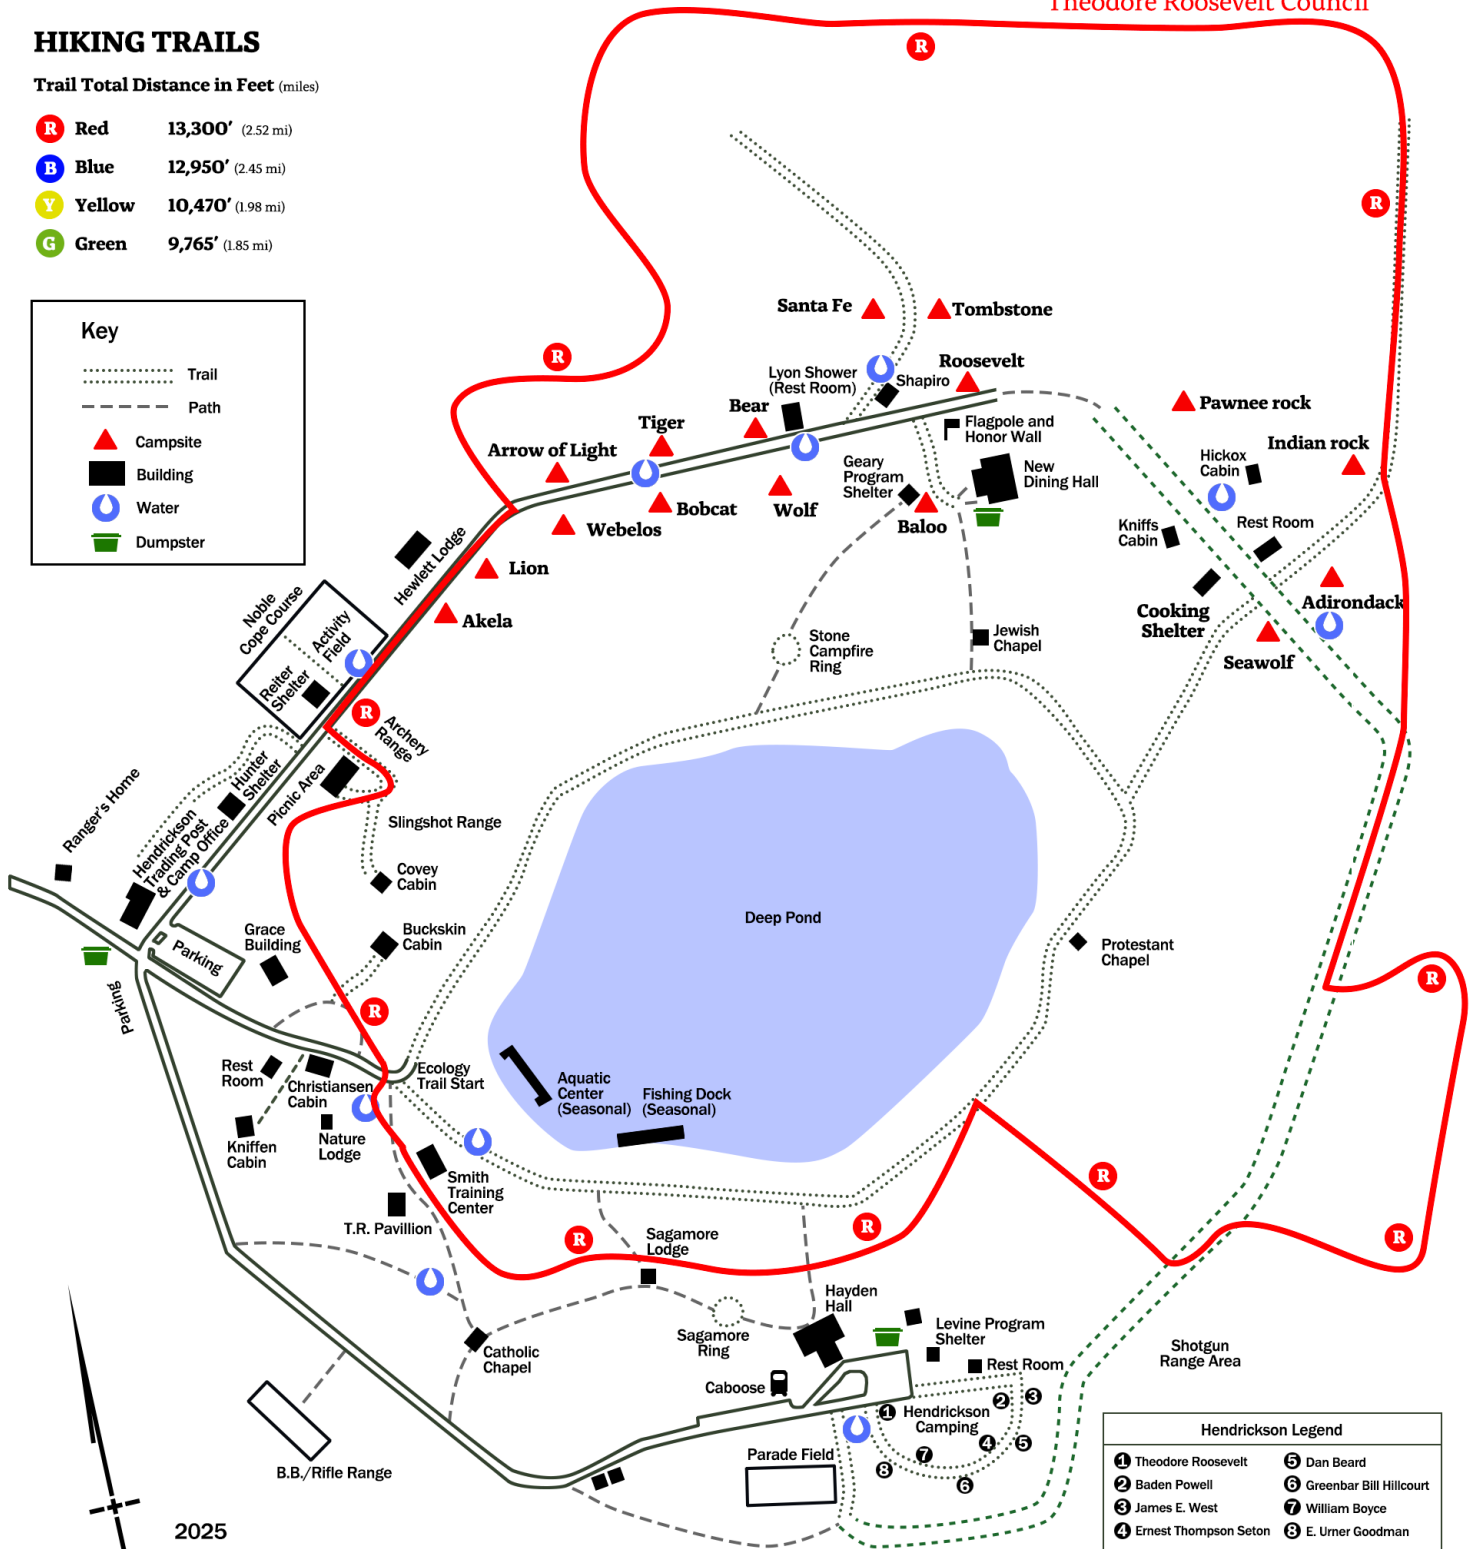 Theodore Roosevelt Council
HIKING TRAILS
Trail Total Distance in Feet (miles)
R Red 13,300′ (2.52 mi)
B Blue 12,950′ (2.45 mi)
Y Yellow 10,470′ (1.98 mi)
G Green 9,765′ (1.85 mi)
Key
Trail
Path
Campsite
Building
Water
Dumpster
R
R
R
Santa Fe
Tombstone
Roosevelt
Lyon Shower
(Rest Room)
Shapiro
Bear
Tiger
Arrow of Light
Flagpole and
Honor Wall
Pawnee rock
Indian rock
Hickox
Cabin
Geary
Program
Shelter
New
Dining Hall
Wolf
Bobcat
Webelos
Baloo
Kniffs
Cabin
Rest Room
Hewlett Lodge
Lion
Akela
Cooking
Shelter
Adirondack
Seawolf
Noble
Cope Course
Activity
Field
Reiter
Shelter
Stone
Campfire
Ring
Jewish
Chapel
R
Archery
Range
Hunter
Shelter
Picnic Area
Ranger's Home
Hendrickson
Trading Post
& Camp Office
Slingshot Range
Covey
Cabin
Buckskin
Cabin
Grace
Building
Parking
Parking
Deep Pond
Protestant
Chapel
R
R
Rest
Room
Christiansen
Cabin
Ecology
Trail Start
Kniffen
Cabin
Nature
Lodge
Aquatic
Center
(Seasonal)
Fishing Dock
(Seasonal)
Smith
Training
Center
T.R. Pavillion
R
R
R
R
Sagamore
Lodge
Sagamore
Ring
Hayden
Hall
Catholic
Chapel
Levine Program
Shelter
Rest Room
Caboose
Shotgun
Range Area
Hendrickson
Camping
1
2
3
4
5
6
7
8
Parade Field
B.B./Rifle Range
2025
Hendrickson Legend
1 Theodore Roosevelt
2 Baden Powell
3 James E. West
4 Ernest Thompson Seton
5 Dan Beard
6 Greenbar Bill Hillcourt
7 William Boyce
8 E. Urner Goodman